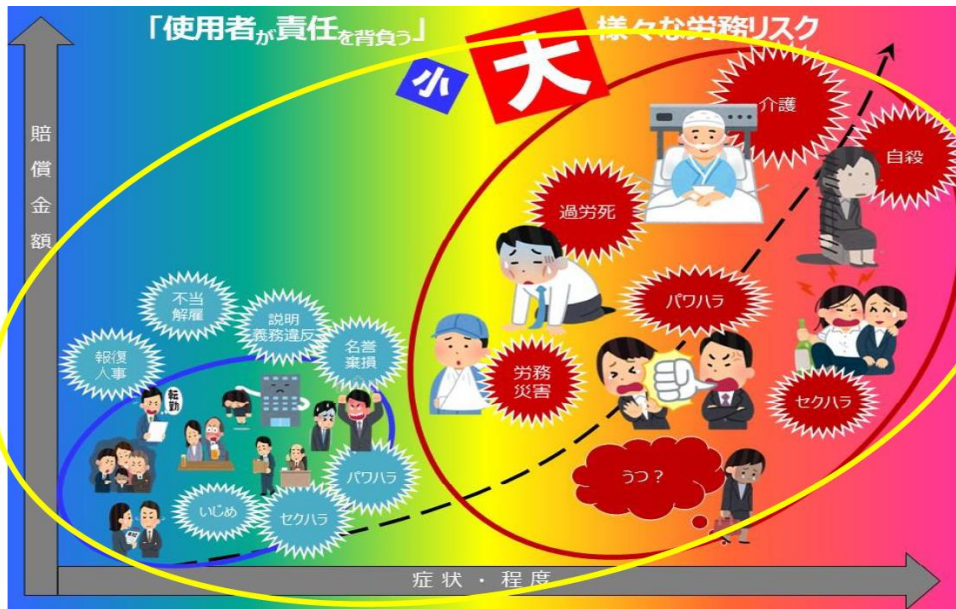 「使用者が責任を背負う」
様々な労務リスク
小
大
賠償金額
介護
自殺
過労死
パワハラ
労務
災害
セクハラ
うつ？
不当
解雇
説明
義務違反
名誉
棄損
報復
人事
転勤
いじめ
セクハラ
パワハラ
症状・程度